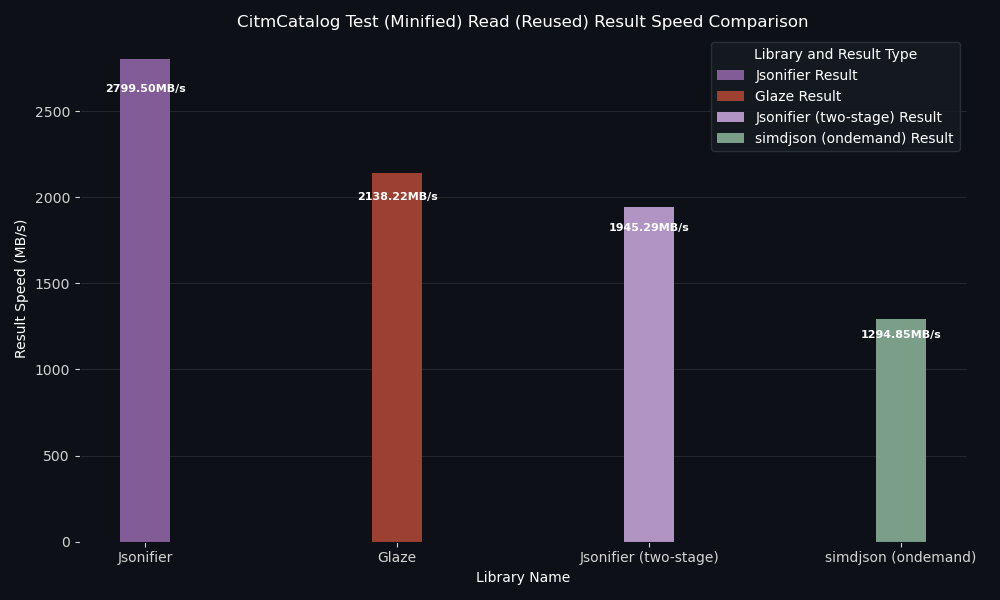 CitmCatalog Test (Minified) Read (Reused) Result Speed Comparison
Library and Result Type
Jsonifier Result
Glaze Result
Jsonifier (two-stage) Result
simdjson (ondemand) Result
Result Speed (MB/s)
2500
2000
1500
1000
500
0
2799.50MB/s
2138.22MB/s
1945.29MB/s
1294.85MB/s
Jsonifier
Glaze
Jsonifier (two-stage)
simdjson (ondemand)
Library Name